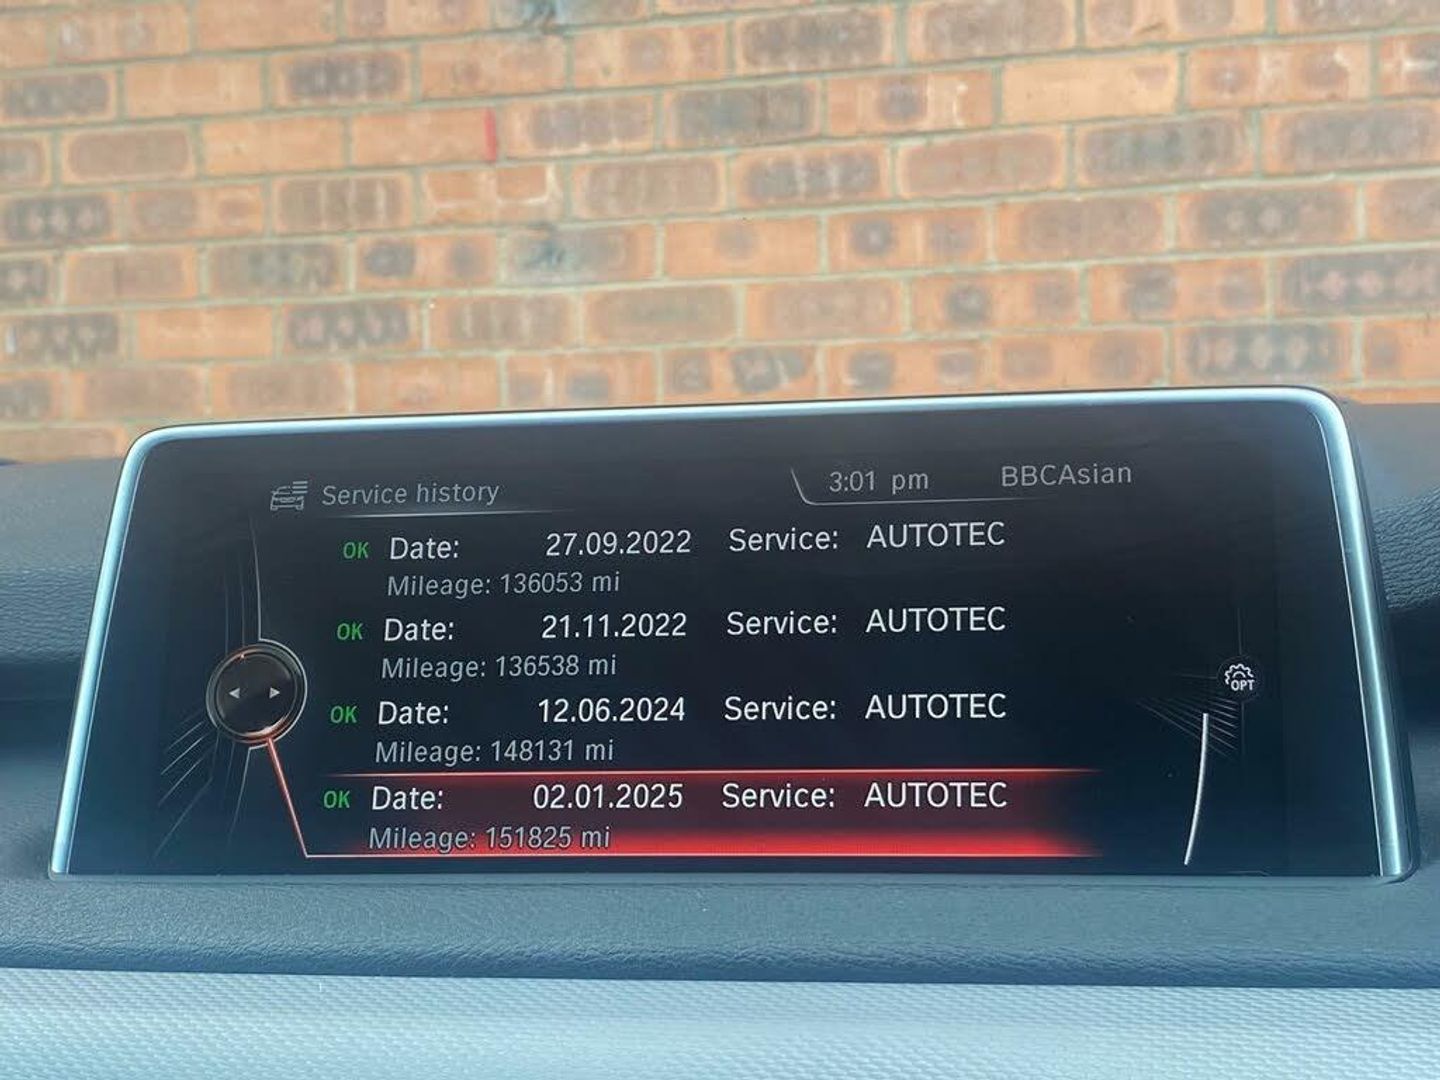 Service history 3:01 pm BBCAsian
OK Date: 27.09.2022 Service: AUTOTEC
Mileage: 136053 mi
OK Date: 21.11.2022 Service: AUTOTEC
Mileage: 136538 mi
OK Date: 12.06.2024 Service: AUTOTEC
Mileage: 148131 mi
OPT
OK Date: 02.01.2025 Service: AUTOTEC
Mileage: 151825 mi